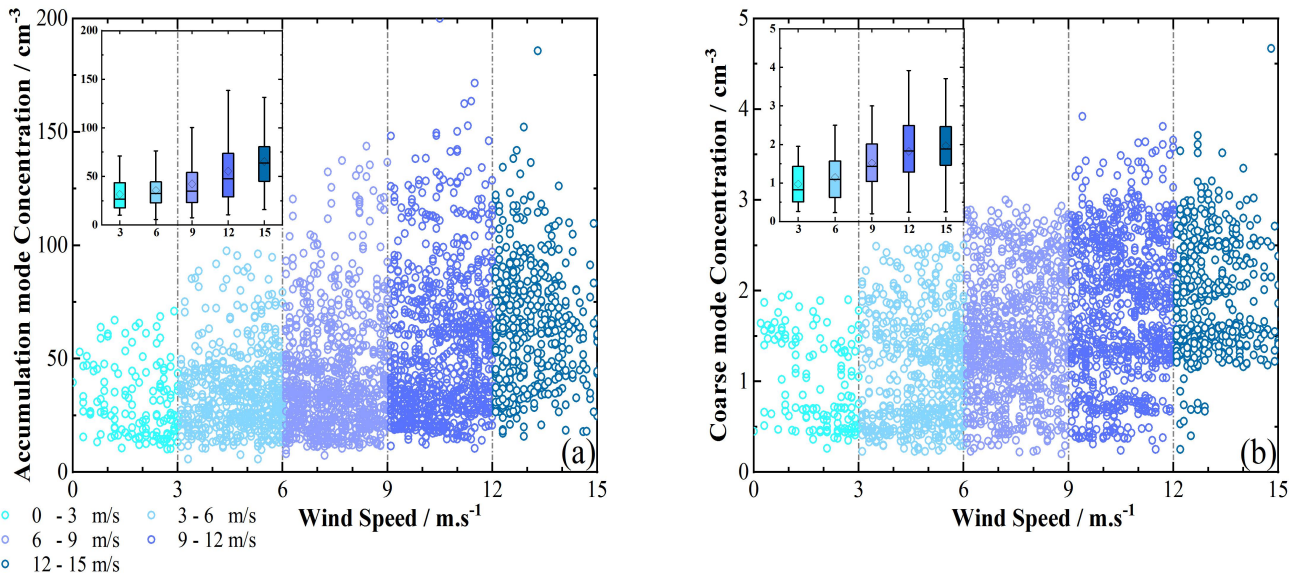 Accumulation mode Concentration / cm⁻³
200
150
100
50
0
200
150
100
50
0
3 6 9 12 15
(a)
0 3 6 9 12 15
Wind Speed / m.s⁻¹
0 - 3 m/s 3 - 6 m/s
6 - 9 m/s 9 - 12 m/s
12 - 15 m/s
Coarse mode Concentration / cm⁻³
5
4
3
2
1
0
5
4
3
2
1
0
3 6 9 12 15
(b)
0 3 6 9 12 15
Wind Speed / m.s⁻¹